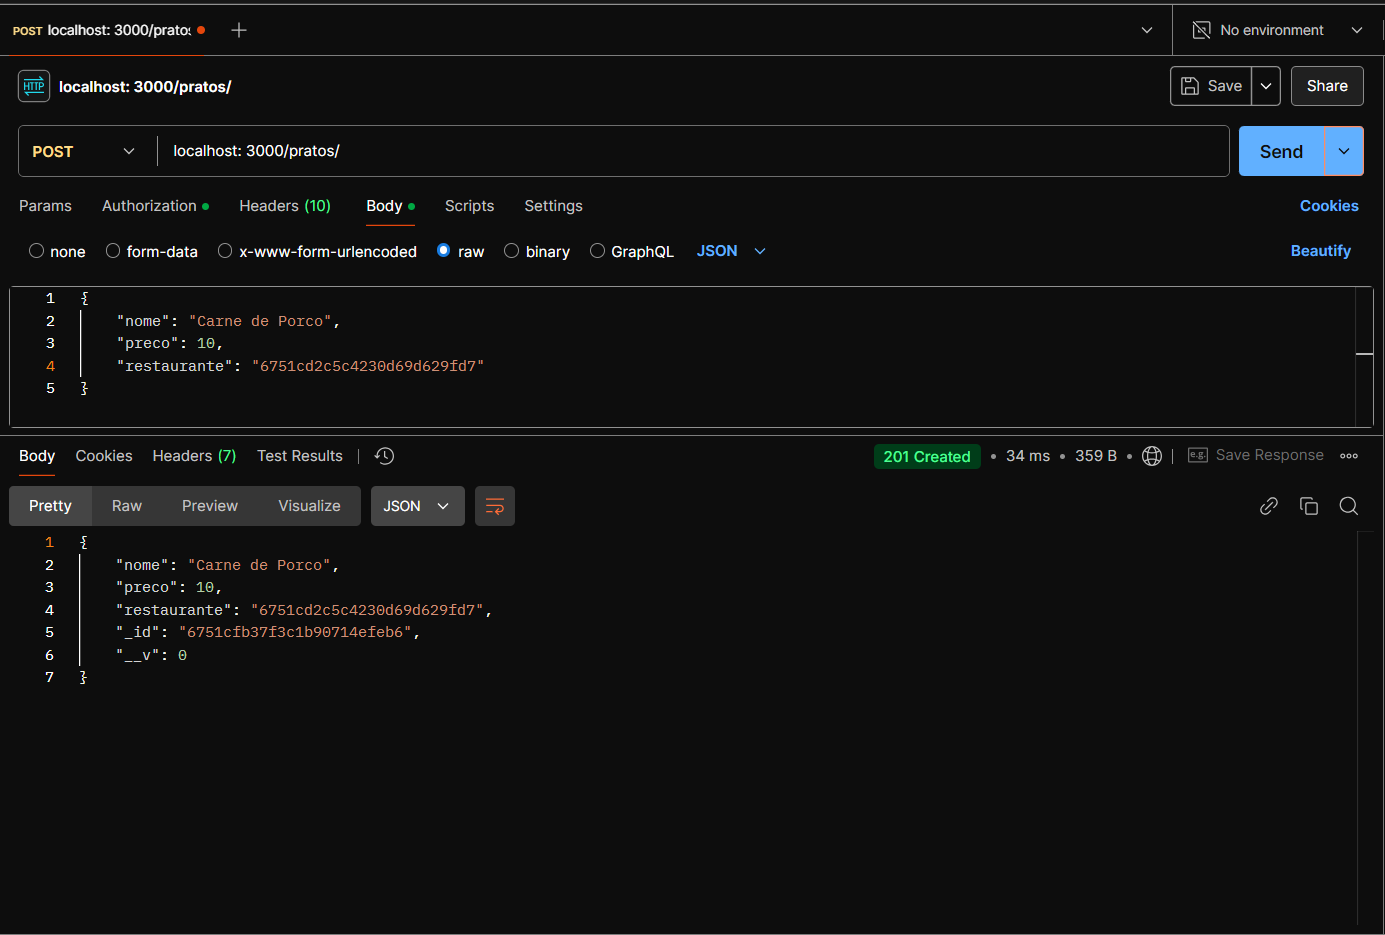 POST localhost: 3000/pratos
No environment
HTTP localhost: 3000/pratos/
Save
Share
POST
localhost: 3000/pratos/
Send
Params Authorization Headers (10) Body Scripts Settings Cookies
none form-data x-www-form-urlencoded raw binary GraphQL JSON Beautify
1 {
2 "nome": "Carne de Porco",
3 "preco": 10,
4 "restaurante": "6751cd2c5c4230d69d629fd7"
5 }
Body Cookies Headers (7) Test Results 201 Created • 34 ms • 359 B • e.g. Save Response
Pretty Raw Preview Visualize JSON
1 {
2 "nome": "Carne de Porco",
3 "preco": 10,
4 "restaurante": "6751cd2c5c4230d69d629fd7",
5 "_id": "6751cfb37f3c1b90714efeb6",
6 "__v": 0
7 }